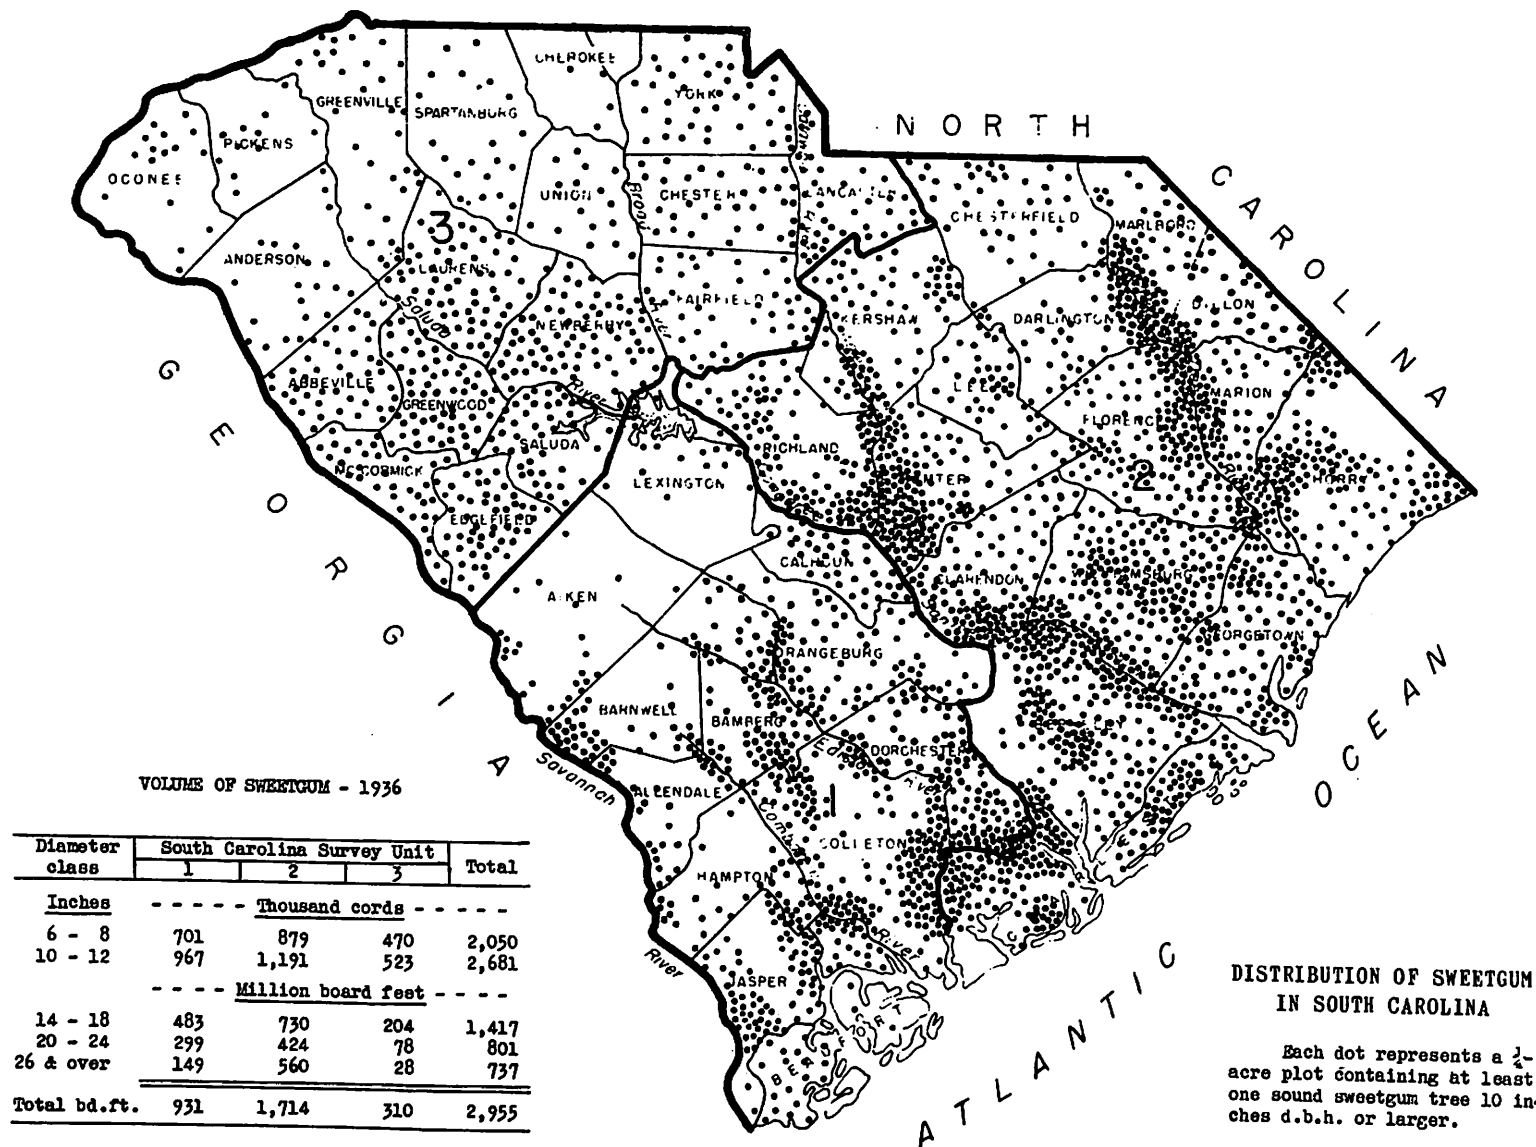 NORTH
CAROLINA
CHEROKEE
GREENVILLE
SPARTANBURG
YORK
PICKENS
OCONEE
UNION
Broad
River
CHESTER
LANCASTER
CHESTERFIELD
MARLBORO
3
ANDERSON
LAURENS
Saluda
River
NEWBERRY
FAIRFIELD
KERSHAW
DARLINGTON
DILLON
ABBEVILLE
GREENWOOD
LEE
MARION
FLORENCE
SALUDA
RICHLAND
McCORMICK
LEXINGTON
2
HORRY
EDGEFIELD
CALHOUN
CLARENDON
WILLIAMSBURG
AIKEN
GEORGETOWN
ORANGEBURG
BARNWELL
BAMBERG
DORCHESTER
Edisto River
ALLENDALE
1
Savannah
River
COLLETON
HAMPTON
River
JASPER
GEORGIA
ATLANTIC OCEAN
VOLUME OF SWEETGUM - 1936
Diameter class South Carolina Survey Unit Total
1 2 3
Inches - - - - - Thousand cords - - - - -
6 - 8 701 879 470 2,050
10 - 12 967 1,191 523 2,681
- - - - Million board feet - - - -
14 - 18 483 730 204 1,417
20 - 24 299 424 78 801
26 & over 149 560 28 737
Total bd.ft. 931 1,714 310 2,955
DISTRIBUTION OF SWEETGUM
IN SOUTH CAROLINA
Each dot represents a ¼-
acre plot containing at least
one sound sweetgum tree 10 in-
ches d.b.h. or larger.